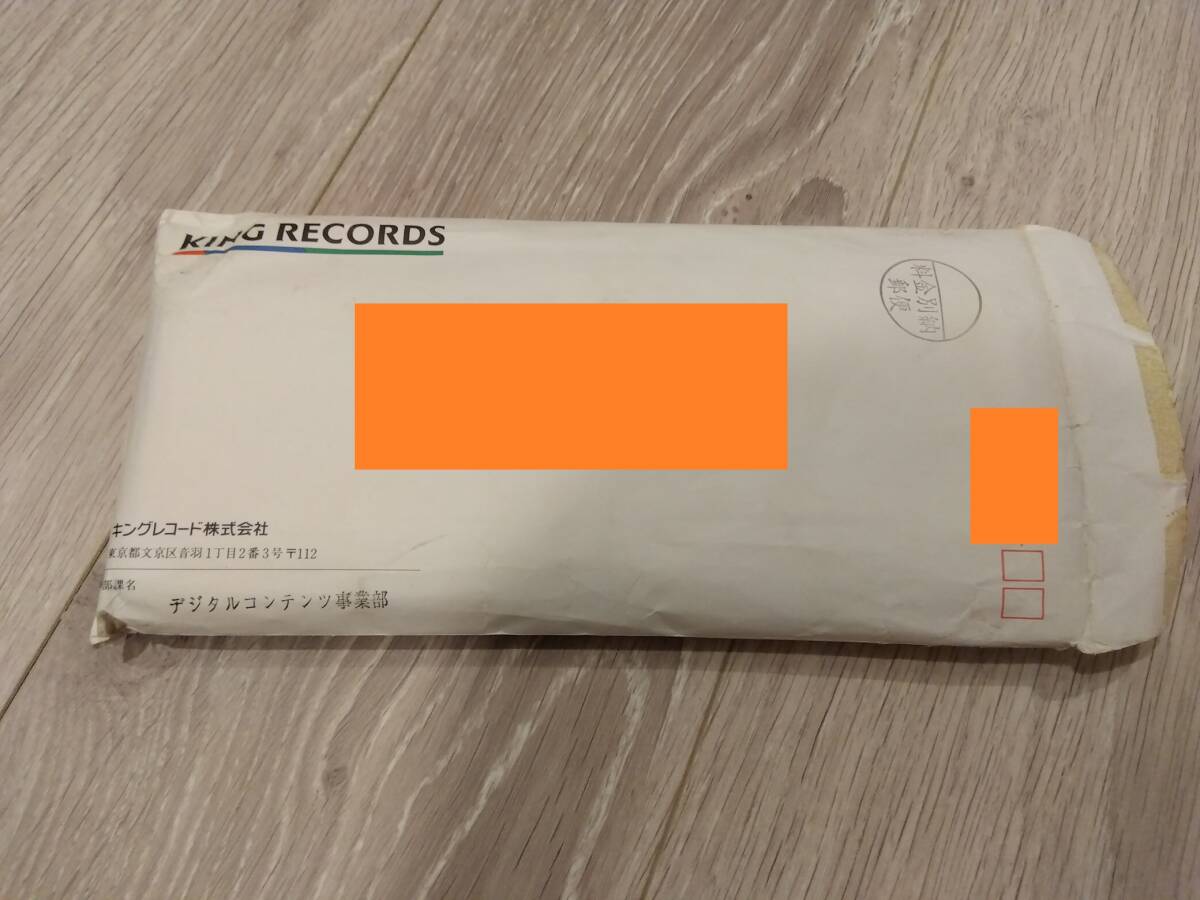 KING RECORDS
料金別納
郵便
キングレコード株式会社
東京都文京区音羽1丁目2番3号〒112
部課名
デジタルコンテンツ事業部